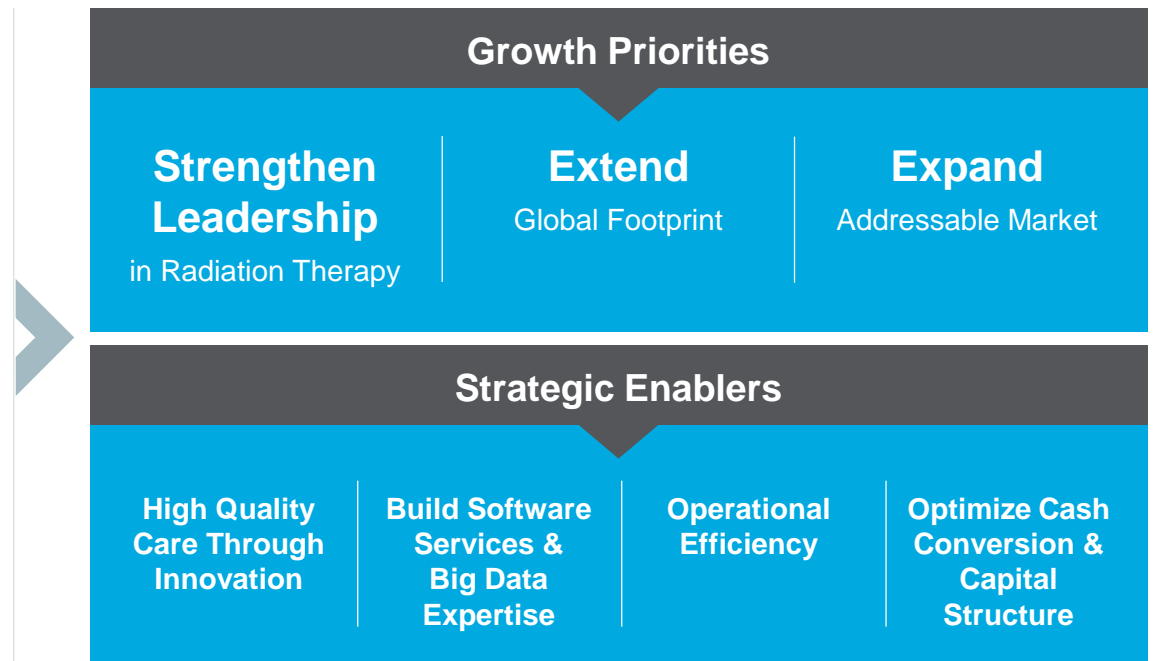 Growth Priorities
Strengthen
Leadership
in Radiation Therapy
Extend
Global Footprint
Expand
Addressable Market
Strategic Enablers
High Quality
Care Through
Innovation
Build Software
Services &
Big Data
Expertise
Operational
Efficiency
Optimize Cash
Conversion &
Capital
Structure